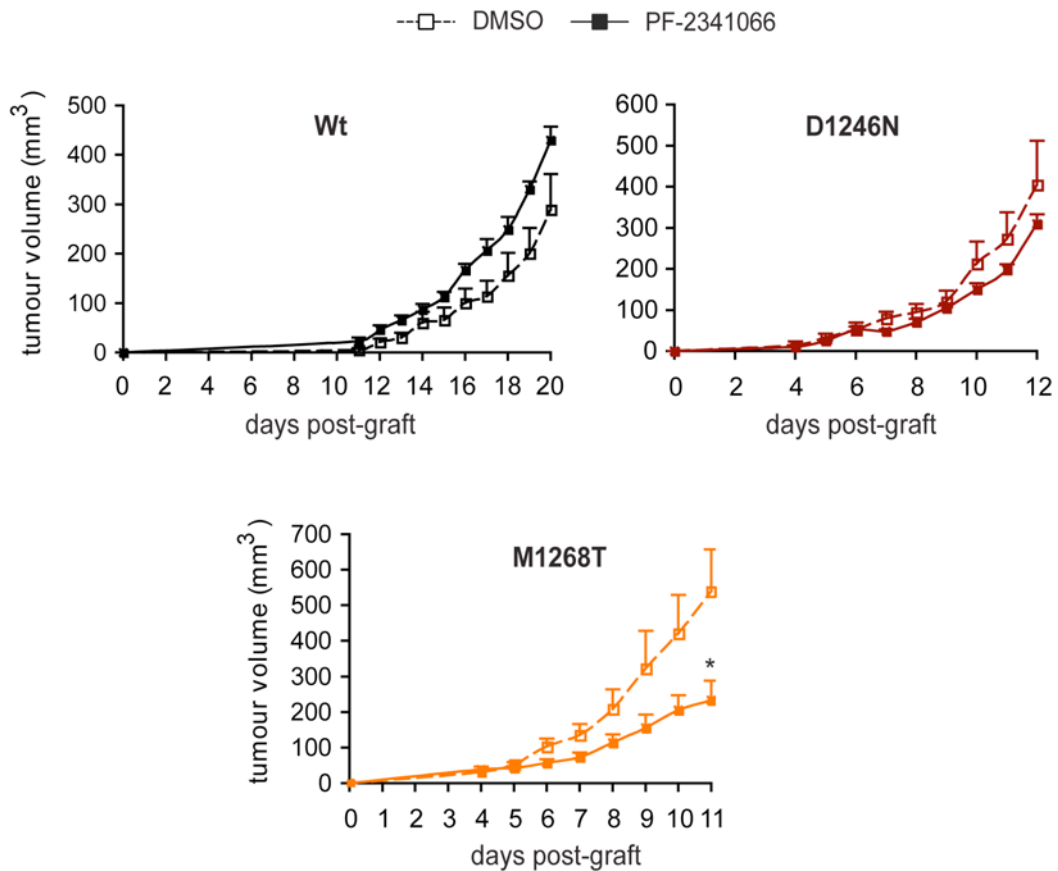 DMSO PF-2341066
Wt
tumour volume (mm³)
500
400
300
200
100
0
0 2 4 6 8 10 12 14 16 18 20
days post-graft
D1246N
600
500
400
300
200
100
0
0 2 4 6 8 10 12
days post-graft
M1268T
tumour volume (mm³)
700
600
500
400
300
200
100
0
*
0 1 2 3 4 5 6 7 8 9 10 11
days post-graft